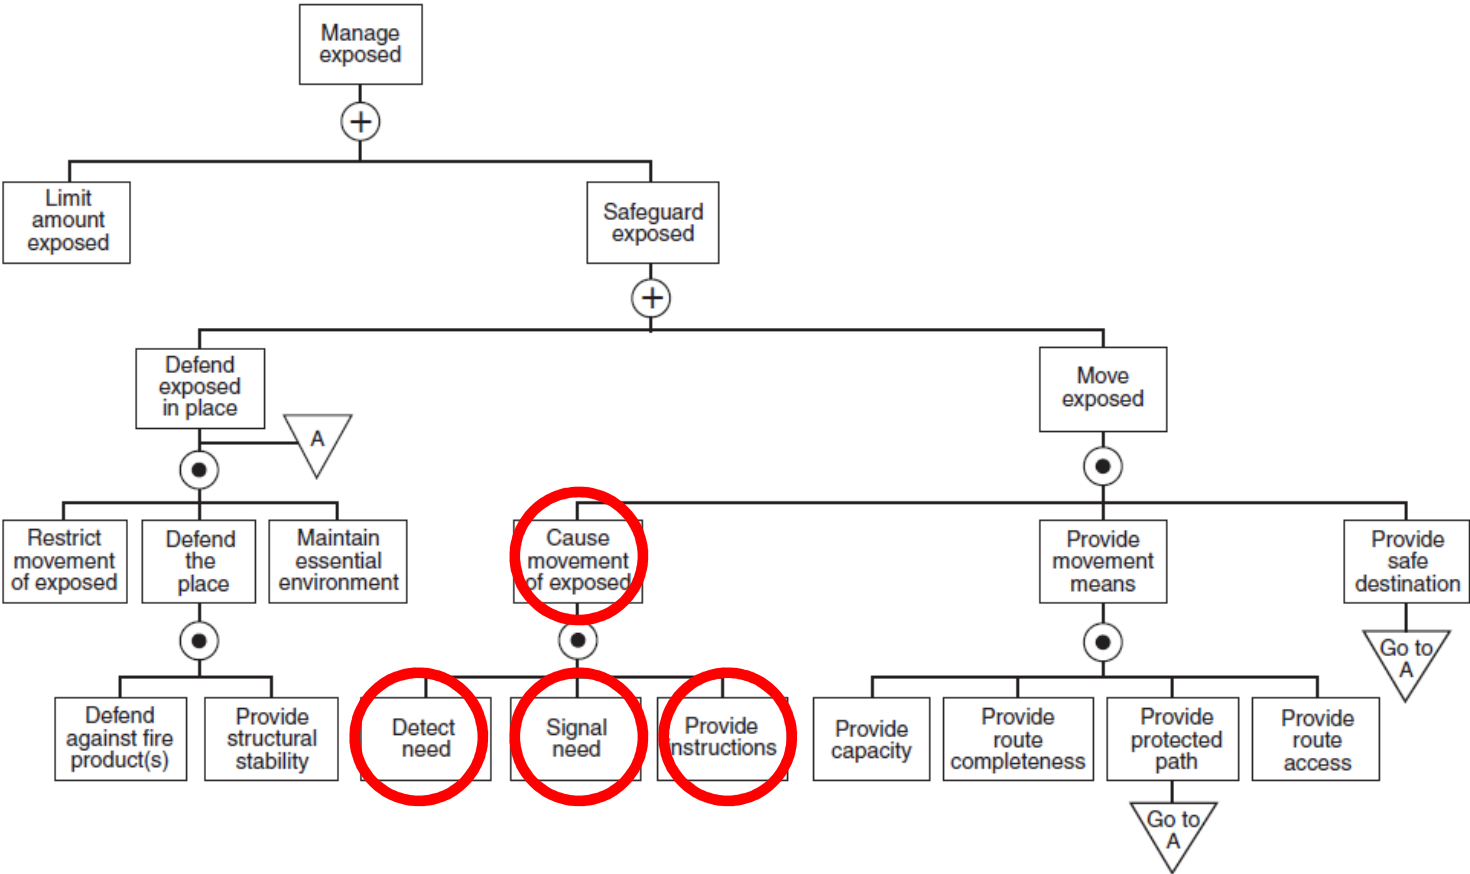 Manage
exposed
+
Limit
amount
exposed
Safeguard
exposed
+
Defend
exposed
in place
A
Move
exposed
Restrict
movement
of exposed
Defend
the
place
Maintain
essential
environment
Cause
movement
of exposed
Provide
movement
means
Provide
safe
destination
Go to
A
Defend
against fire
product(s)
Provide
structural
stability
Detect
need
Signal
need
Provide
instructions
Provide
capacity
Provide
route
completeness
Provide
protected
path
Provide
route
access
Go to
A